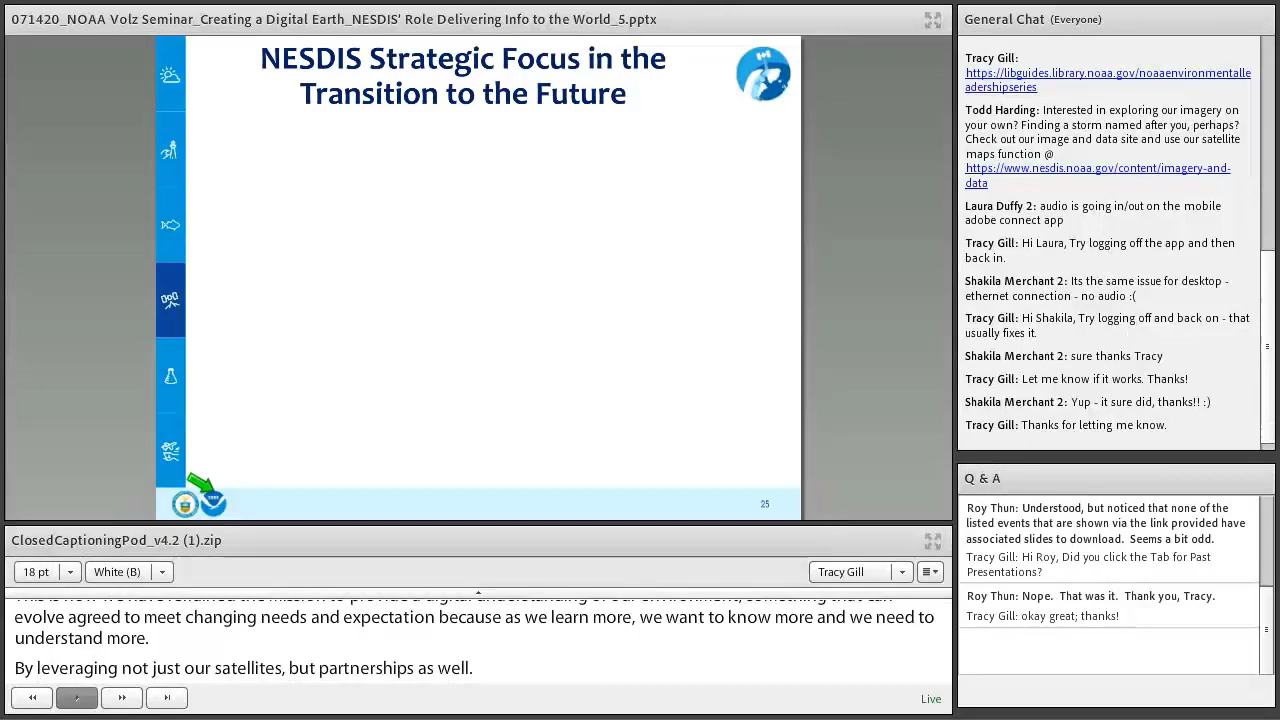 071420_NOAA Volz Seminar_Creating a Digital Earth_NESDIS' Role Delivering Info to the World_5.pptx
NESDIS Strategic Focus in the
Transition to the Future
25
ClosedCaptioningPod_v4.2 (1).zip
18 pt
White (B)
Tracy Gill
evolve agreed to meet changing needs and expectation because as we learn more, we want to know more and we need to
understand more.
By leveraging not just our satellites, but partnerships as well.
Live
General Chat (Everyone)
Tracy Gill:
https://libguides.library.noaa.gov/noaaenvironmentalle
adershipseries
Todd Harding: Interested in exploring our imagery on
your own? Finding a storm named after you, perhaps?
Check out our image and data site and use our satellite
maps function @
https://www.nesdis.noaa.gov/content/imagery-and-
data
Laura Duffy 2: audio is going in/out on the mobile
adobe connect app
Tracy Gill: Hi Laura, Try logging off the app and then
back in.
Shakila Merchant 2: Its the same issue for desktop -
ethernet connection - no audio :(
Tracy Gill: Hi Shakila, Try logging off and back on - that
usually fixes it.
Shakila Merchant 2: sure thanks Tracy
Tracy Gill: Let me know if it works. Thanks!
Shakila Merchant 2: Yup - it sure did, thanks!! :)
Tracy Gill: Thanks for letting me know.
Q & A
Roy Thun: Understood, but noticed that none of the
listed events that are shown via the link provided have
associated slides to download. Seems a bit odd.
Tracy Gill: Hi Roy, Did you click the Tab for Past
Presentations?
Roy Thun: Nope. That was it. Thank you, Tracy.
Tracy Gill: okay great; thanks!